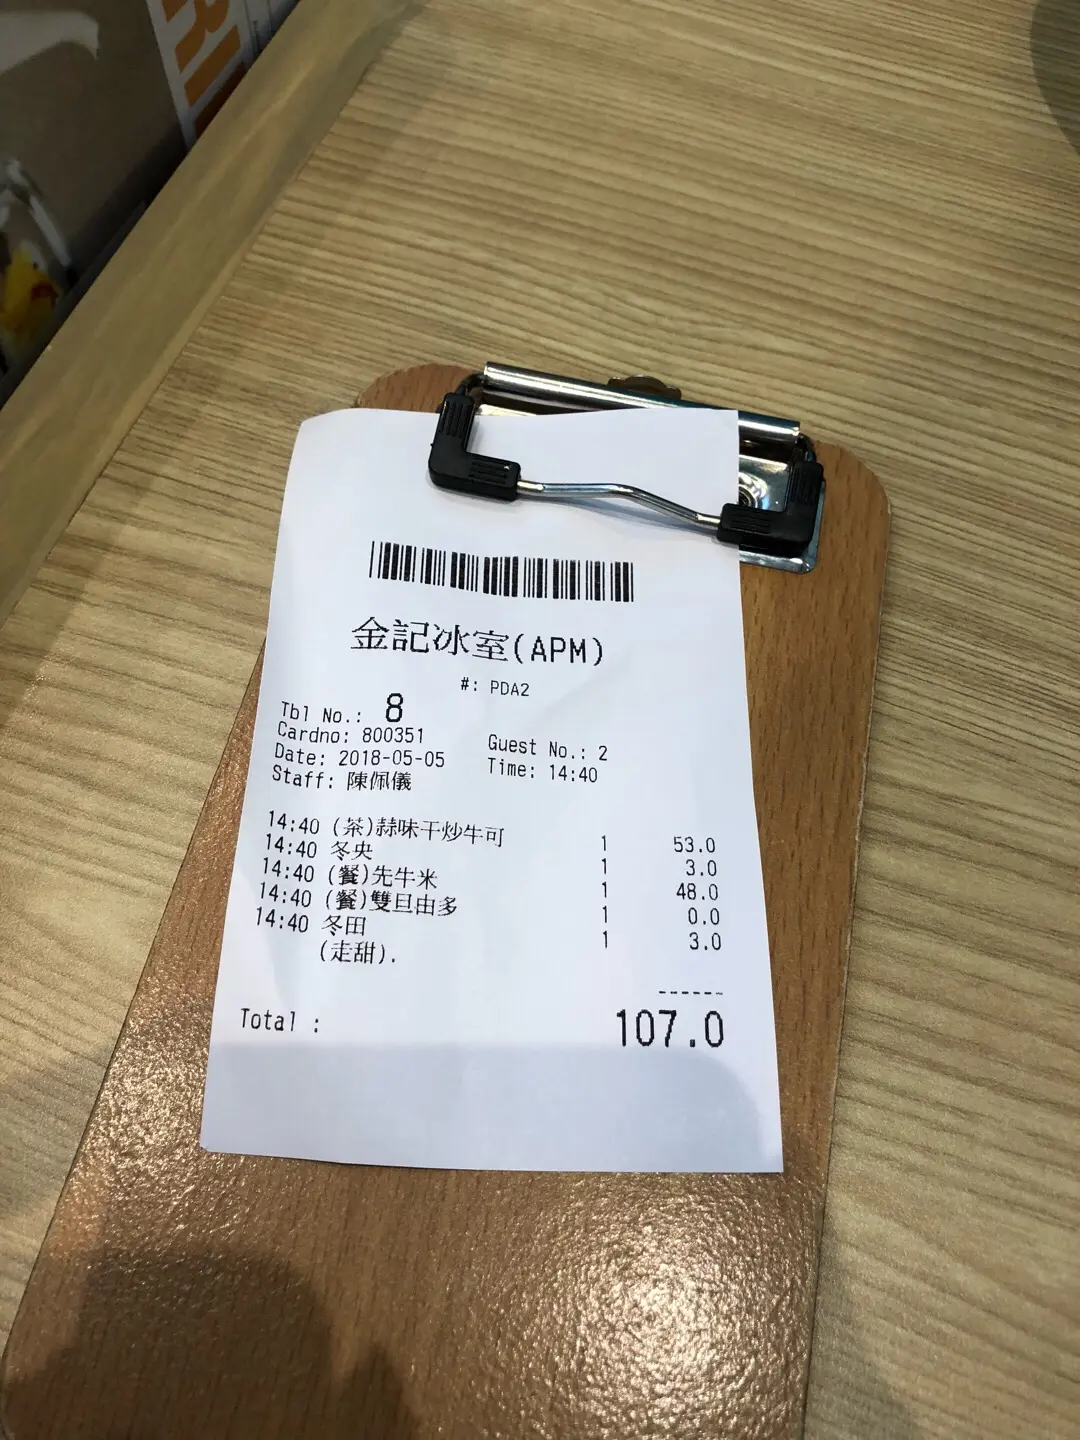 金記冰室(APM)
#: PDA2
Tbl No.: 8
Cardno: 800351 Guest No.: 2
Date: 2018-05-05 Time: 14:40
Staff: 陳佩儀
14:40 (茶)蒜味干炒牛可 1 53.0
14:40 冬央 1 3.0
14:40 (餐)先牛米 1 48.0
14:40 (餐)雙旦由多 1 0.0
14:40 冬田 1 3.0
(走甜).
------
Total : 107.0